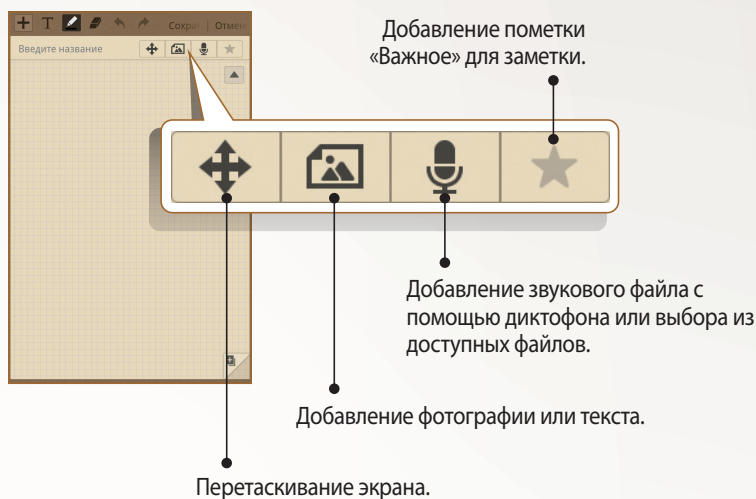 Добавление пометки
«Важное» для заметки.
T Сохра Отмен
Введите название
Добавление звукового файла с
помощью диктофона или выбора из
доступных файлов.
Добавление фотографии или текста.
Перетаскивание экрана.